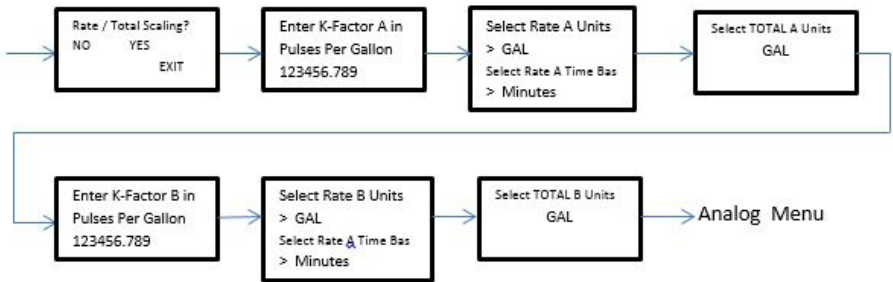 Rate / Total Scaling?
NO YES
EXIT
Enter K-Factor A in
Pulses Per Gallon
123456.789
Select Rate A Units
> GAL
Select Rate A Time Bas
> Minutes
Select TOTAL A Units
GAL
Enter K-Factor B in
Pulses Per Gallon
123456.789
Select Rate B Units
> GAL
Select Rate A Time Bas
> Minutes
Select TOTAL B Units
GAL
Analog Menu